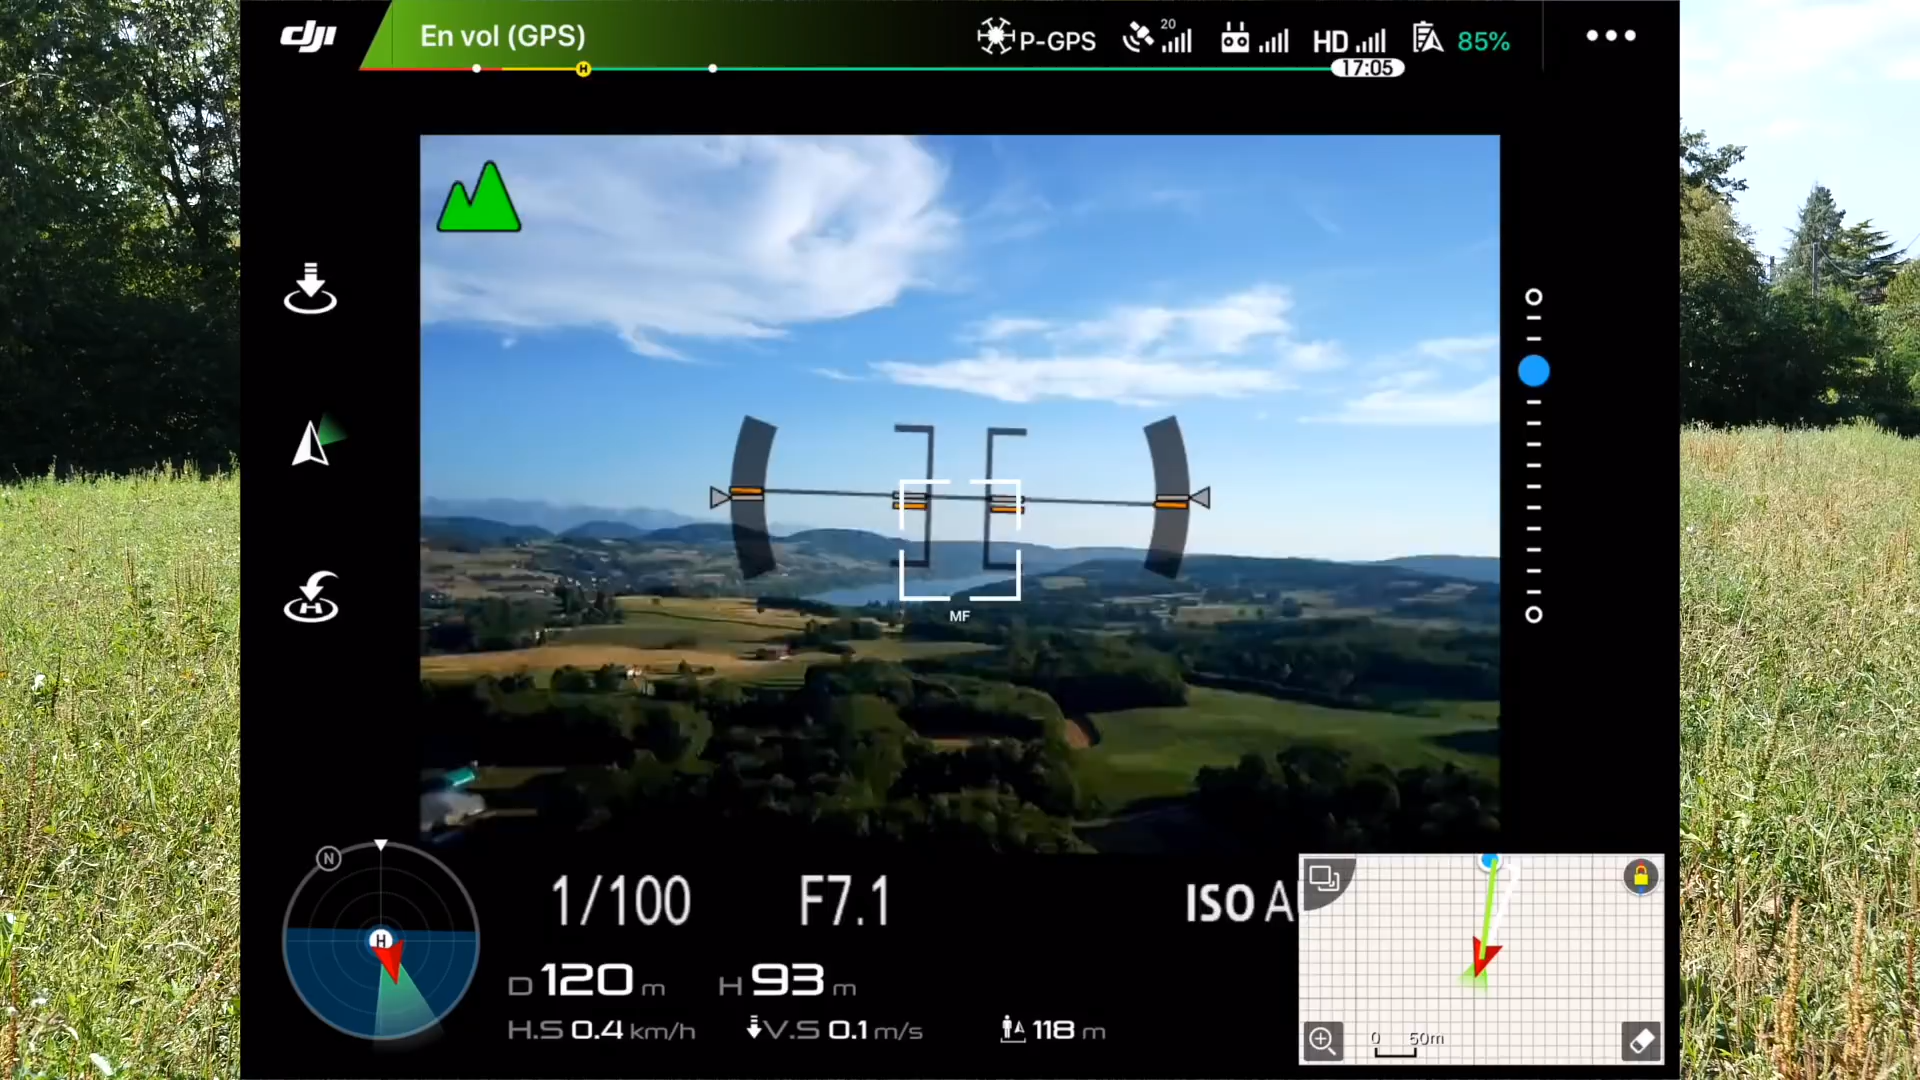 dji
En vol (GPS)
P-GPS
20
HD
85%
17:05
H
MF
N
H
1/100
F7.1
ISO A
D 120 m
H 93 m
H.S 0.4 km/h
V.S 0.1 m/s
118 m
0 50m